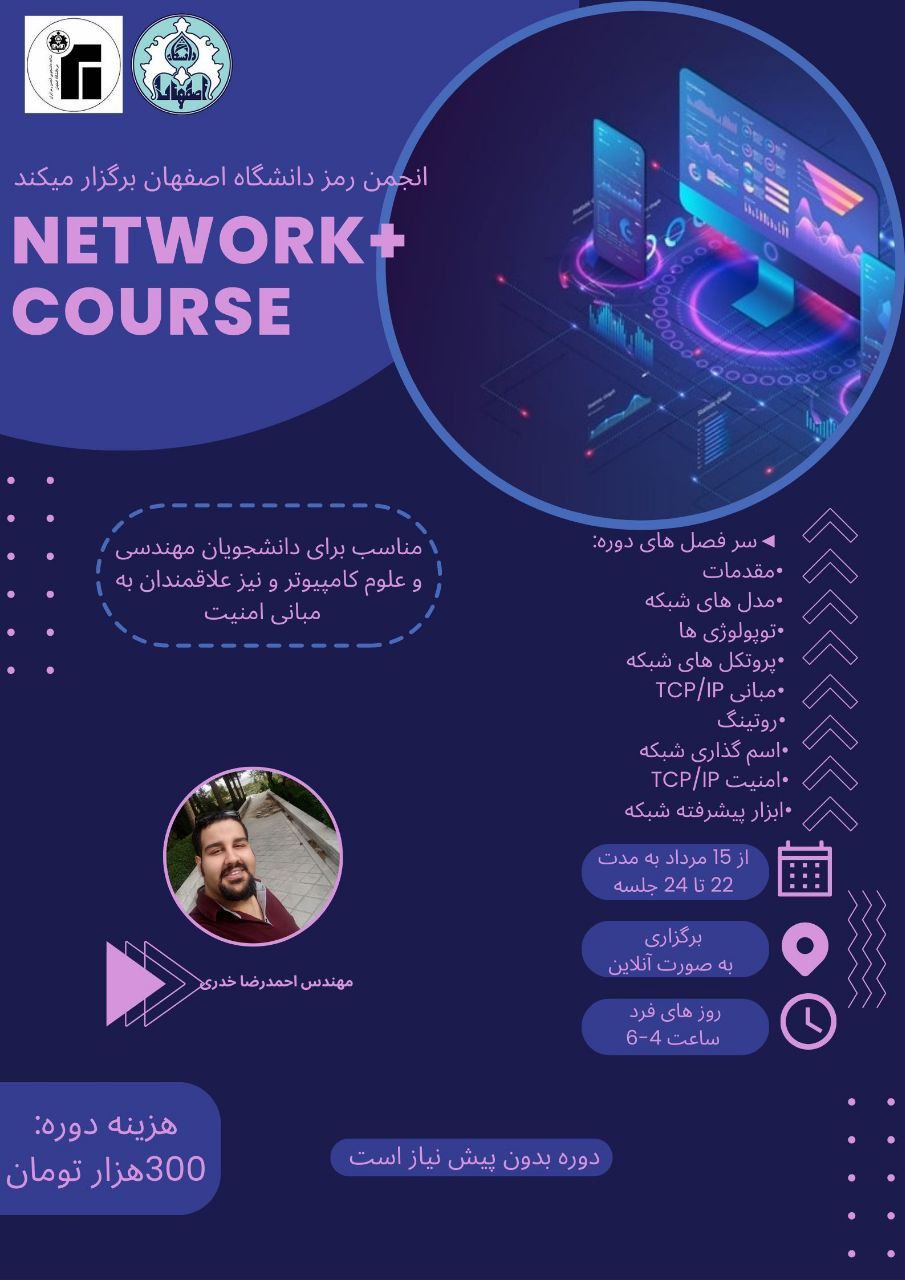 دانشگاه
اصفهان
انجمن رمز دانشگاه اصفهان برگزار میکند
NETWORK+
COURSE
مناسب برای دانشجویان مهندسی
و علوم کامپیوتر و نیز علاقمندان به
مبانی امنیت
◄سر فصل های دوره:
•مقدمات
•مدل های شبکه
•توپولوژی ها
•پروتکل های شبکه
•مبانی TCP/IP
•روتینگ
•اسم گذاری شبکه
•امنیت TCP/IP
•ابزار پیشرفته شبکه
از 15 مرداد به مدت
22 تا 24 جلسه
برگزاری
به صورت آنلاین
روز های فرد
ساعت 4-6
مهندس احمدرضا خدری
هزینه دوره:
300هزار تومان
دوره بدون پیش نیاز است